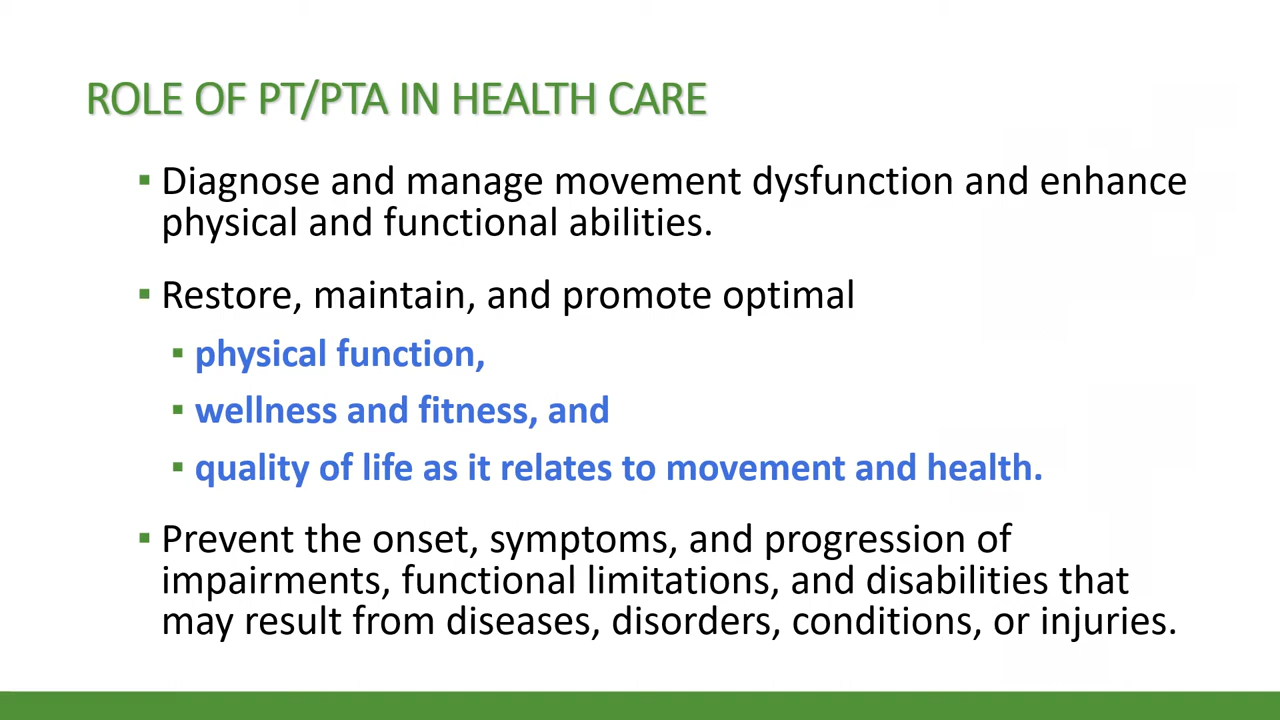 ROLE OF PT/PTA IN HEALTH CARE
▪ Diagnose and manage movement dysfunction and enhance
physical and functional abilities.
▪ Restore, maintain, and promote optimal
▪ physical function,
▪ wellness and fitness, and
▪ quality of life as it relates to movement and health.
▪ Prevent the onset, symptoms, and progression of
impairments, functional limitations, and disabilities that
may result from diseases, disorders, conditions, or injuries.